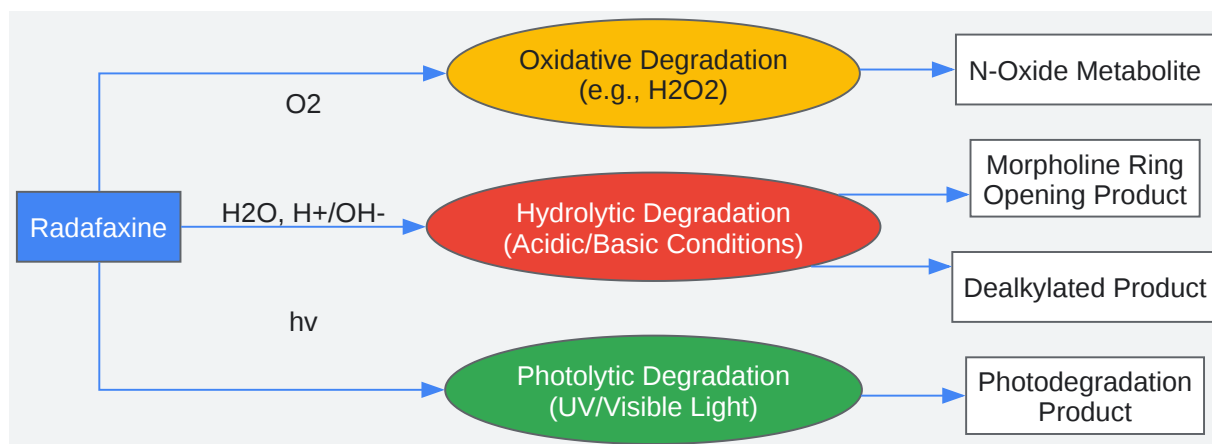 Oxidative Degradation
(e.g., H2O2)
N-Oxide Metabolite
O2
Morpholine Ring
Opening Product
Radafaxine
H2O, H+/OH-
Hydrolytic Degradation
(Acidic/Basic Conditions)
Dealkylated Product
hv
Photolytic Degradation
(UV/Visible Light)
Photodegradation
Product